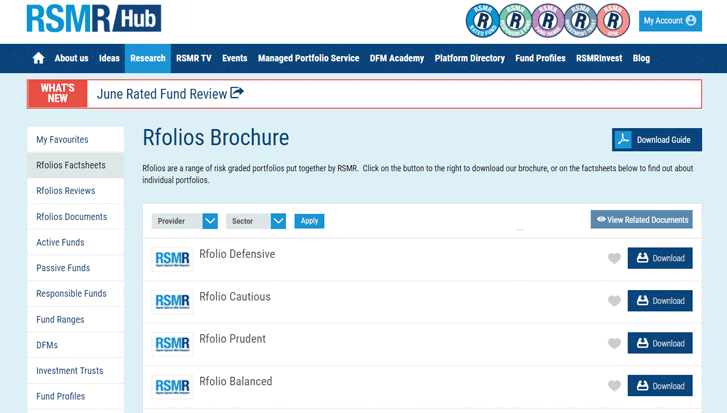 RSMR Hub
RSMR
RATED FUND
RSMR
RSMR
RSMR
RSMR
DFM
My Account
About us Ideas Research RSMR TV Events Managed Portfolio Service DFM Academy Platform Directory Fund Profiles RSMRInvest Blog
WHAT'S NEW
June Rated Fund Review
My Favourites
Rfolios Factsheets
Rfolios Reviews
Rfolios Documents
Active Funds
Passive Funds
Responsible Funds
Fund Ranges
DFMs
Investment Trusts
Fund Profiles
Rfolios Brochure
Download Guide
Rfolios are a range of risk graded portfolios put together by RSMR. Click on the button to the right to download our brochure, or on the factsheets below to find out about
individual portfolios.
Provider Sector Apply View Related Documents
RSMR Rfolio Defensive Download
RSMR Rfolio Cautious Download
RSMR Rfolio Prudent Download
RSMR Rfolio Balanced Download